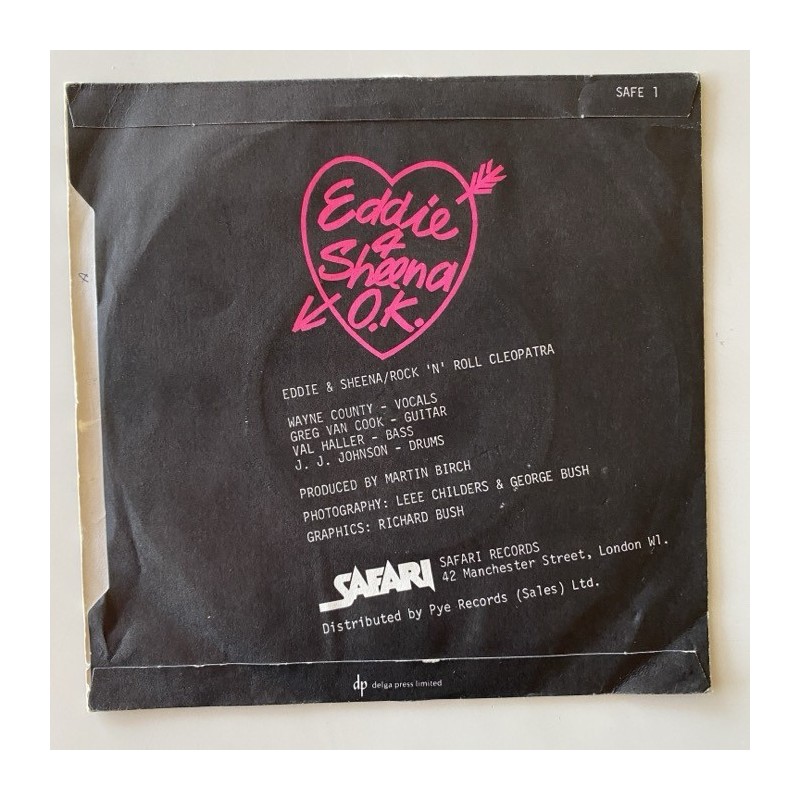 SAFE 1
Eddie
&
Sheena
O.K.
EDDIE & SHEENA/ROCK 'N' ROLL CLEOPATRA
WAYNE COUNTY - VOCALS
GREG VAN COOK - GUITAR
VAL HALLER - BASS
J. J. JOHNSON - DRUMS
PRODUCED BY MARTIN BIRCH
PHOTOGRAPHY: LEEE CHILDERS & GEORGE BUSH
GRAPHICS: RICHARD BUSH
SAFARI
SAFARI RECORDS
42 Manchester Street, London W1.
Distributed by Pye Records (Sales) Ltd.
dp delga press limited